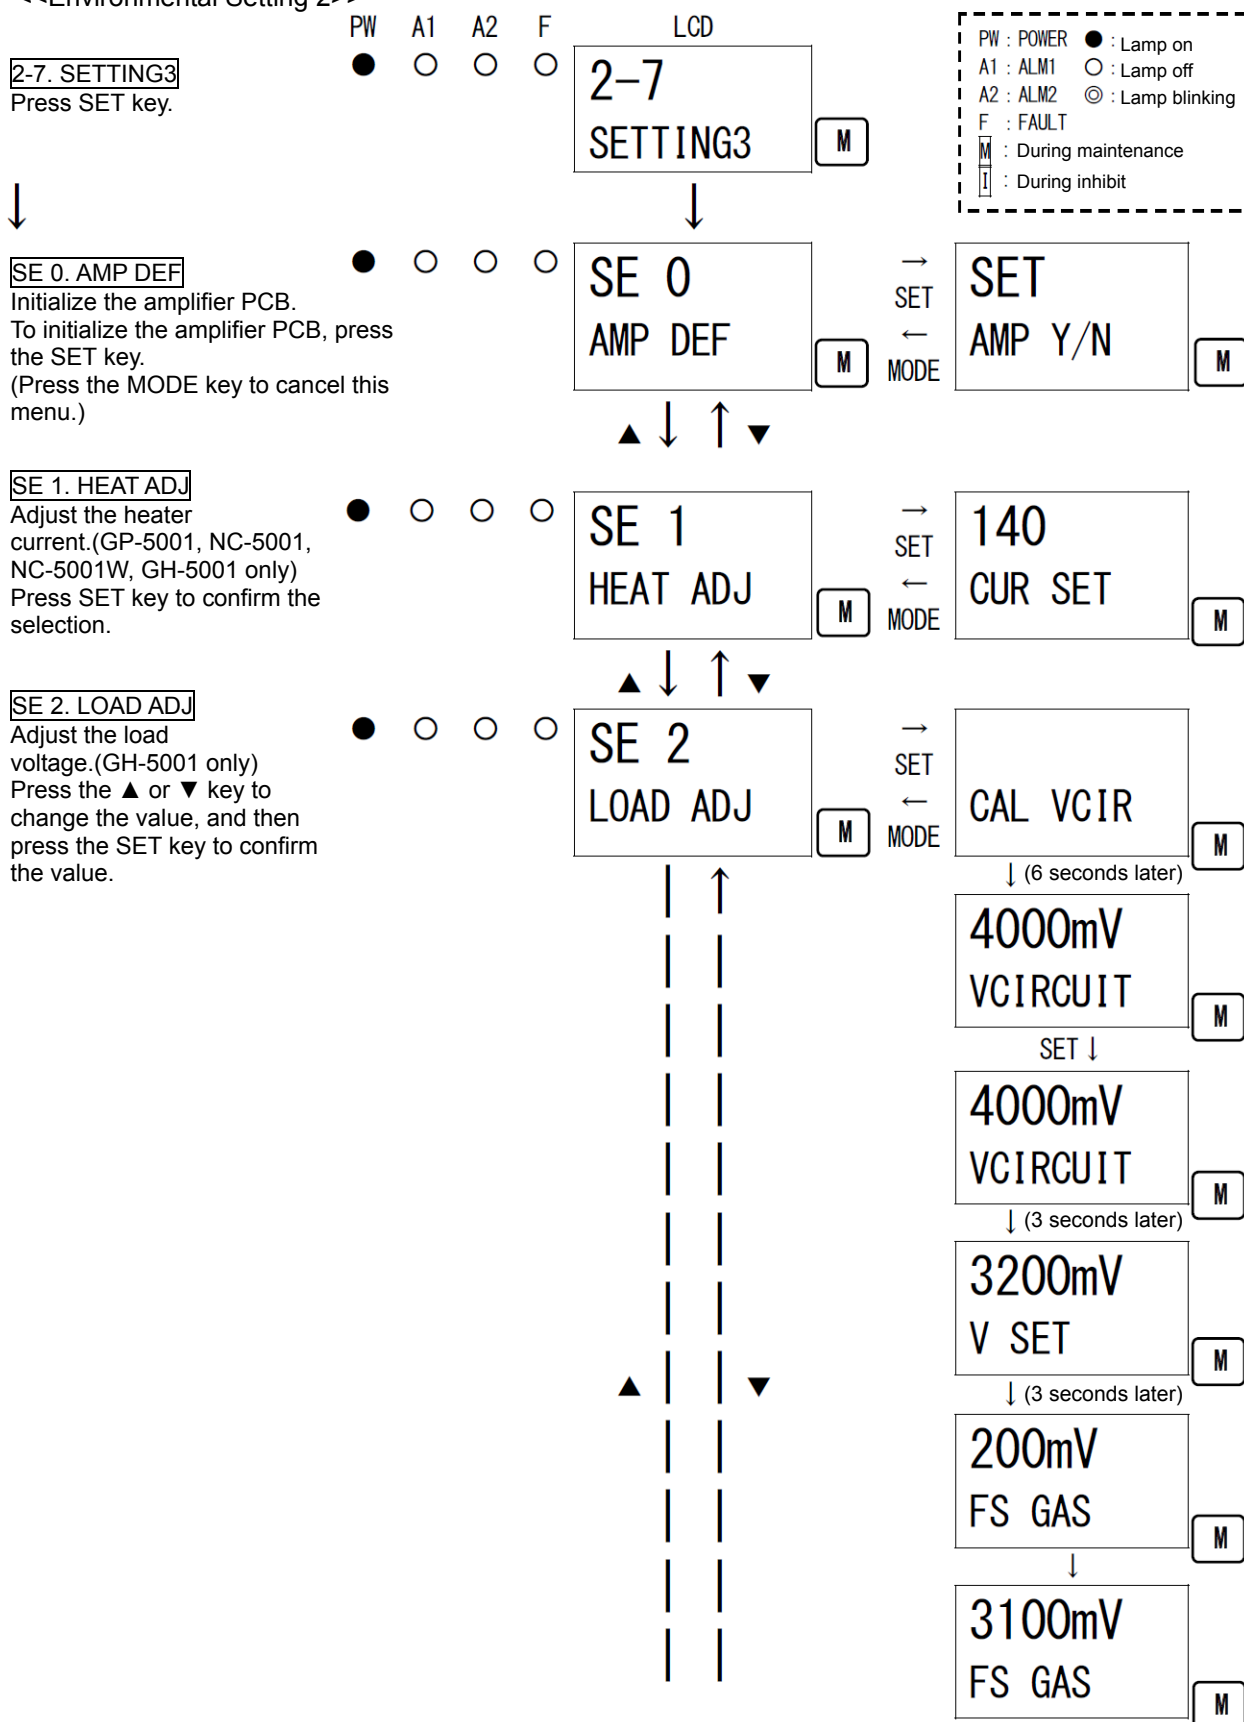 <<Environmental Setting 2>>
PW A1 A2 F LCD
PW : POWER ● : Lamp on
A1 : ALM1 ○ : Lamp off
A2 : ALM2 ◎ : Lamp blinking
F : FAULT
M : During maintenance
I : During inhibit
2-7. SETTING3
Press SET key.
● ○ ○ ○
2-7
SETTING3
M
↓ ↓
SE 0. AMP DEF
Initialize the amplifier PCB.
To initialize the amplifier PCB, press
the SET key.
(Press the MODE key to cancel this
menu.)
● ○ ○ ○
SE 0
AMP DEF
M
→
SET
←
MODE
SET
AMP Y/N
M
▲ ↓ ↑ ▼
SE 1. HEAT ADJ
Adjust the heater
current.(GP-5001, NC-5001,
NC-5001W, GH-5001 only)
Press SET key to confirm the
selection.
● ○ ○ ○
SE 1
HEAT ADJ
M
→
SET
←
MODE
140
CUR SET
M
▲ ↓ ↑ ▼
SE 2. LOAD ADJ
Adjust the load
voltage.(GH-5001 only)
Press the ▲ or ▼ key to
change the value, and then
press the SET key to confirm
the value.
● ○ ○ ○
SE 2
LOAD ADJ
M
→
SET
←
MODE
CAL VCIR
M
↓ (6 seconds later)
4000mV
VCIRCUIT
M
SET ↓
4000mV
VCIRCUIT
M
↓ (3 seconds later)
3200mV
V SET
M
▲ ▼
↓ (3 seconds later)
200mV
FS GAS
M
↓
3100mV
FS GAS
M